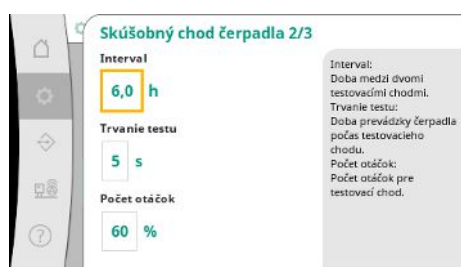 Skúšobný chod čerpadla 2/3
Interval
6,0 h
Trvanie testu
5 s
Počet otáčok
60 %
Interval:
Doba medzi dvomi
testovacími chodmi.
Trvanie testu:
Doba prevádzky čerpadla
počas testovacieho
chodu.
Počet otáčok:
Počet otáčok pre
testovací chod.
?